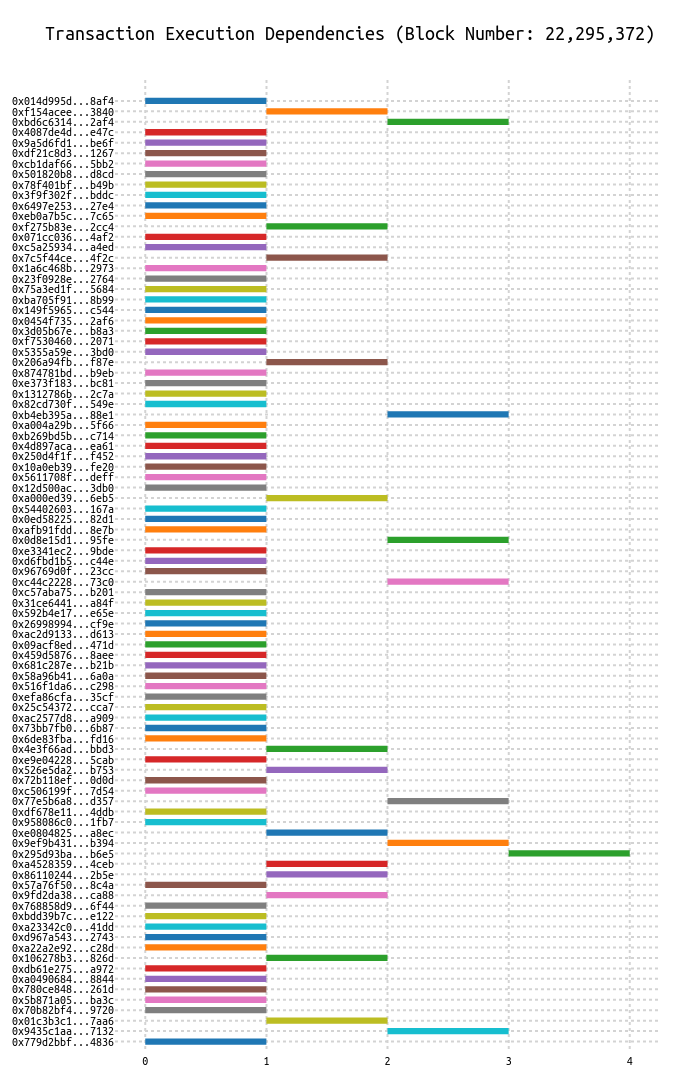 Transaction Execution Dependencies (Block Number: 22,295,372)
0x014d995d...8af4
0xf154acee...3840
0xbd6c6314...2af4
0x4087de4d...e47c
0x9a5d6fd1...be6f
0xdf21c8d3...1267
0xcb1daf66...5bb2
0x501820b8...d8cd
0x78f401bf...b49b
0x3f9f302f...bddc
0x6497e253...27e4
0xeb0a7b5c...7c65
0xf275b83e...2cc4
0x071cc036...4af2
0xc5a25934...a4ed
0x7c5f44ce...4f2c
0x1a6c468b...2973
0x23f0928e...2764
0x75a3ed1f...5684
0xba705f91...8b99
0x149f5965...c544
0x0454f735...2af6
0x3d05b67e...b8a3
0xf7530460...2071
0x5355a59e...3bd0
0x206a94fb...f87e
0x874781bd...b9eb
0xe373f183...bc81
0x1312786b...2c7a
0x82cd730f...549e
0xb4eb395a...88e1
0xa004a29b...5f66
0xb269bd5b...c714
0x4d897aca...ea61
0x250d4f1f...f452
0x10a0eb39...fe20
0x5611708f...deff
0x12d500ac...3db0
0xa000ed39...6eb5
0x54402603...167a
0x0ed58225...82d1
0xafb91fdd...8e7b
0x0d8e15d1...95fe
0xe3341ec2...9bde
0xd6fbd1b5...c44e
0x96769d0f...23cc
0xc44c2228...73c0
0xc57aba75...b201
0x31ce6441...a84f
0x592b4e17...e65e
0x26998994...cf9e
0xac2d9133...d613
0x09acf8ed...471d
0x459d5876...8aee
0x681c287e...b21b
0x58a96b41...6a0a
0x516f1da6...c298
0xefa86cfa...35cf
0x25c54372...cca7
0xac2577d8...a909
0x73bb7fb0...6b87
0x6de83fba...fd16
0x4e3f66ad...bbd3
0xe9e04228...5cab
0x526e5da2...b753
0x72b118ef...0d0d
0xc506199f...7d54
0x77e5b6a8...d357
0xdf678e11...4ddb
0x958086c0...1fb7
0xe0804825...a8ec
0x9ef9b431...b394
0x295d93ba...b6e5
0xa4528359...4ceb
0x86110244...2b5e
0x57a76f50...8c4a
0x9fd2da38...ca88
0x768858d9...6f44
0xbdd39b7c...e122
0xa23342c0...41dd
0xd967a543...2743
0xa22a2e92...c28d
0x106278b3...826d
0xdb61e275...a972
0xa0490684...8844
0x780ce848...261d
0x5b871a05...ba3c
0x70b82bf4...9720
0x01c3b3c1...7aa6
0x9435c1aa...7132
0x779d2bbf...4836
0 1 2 3 4